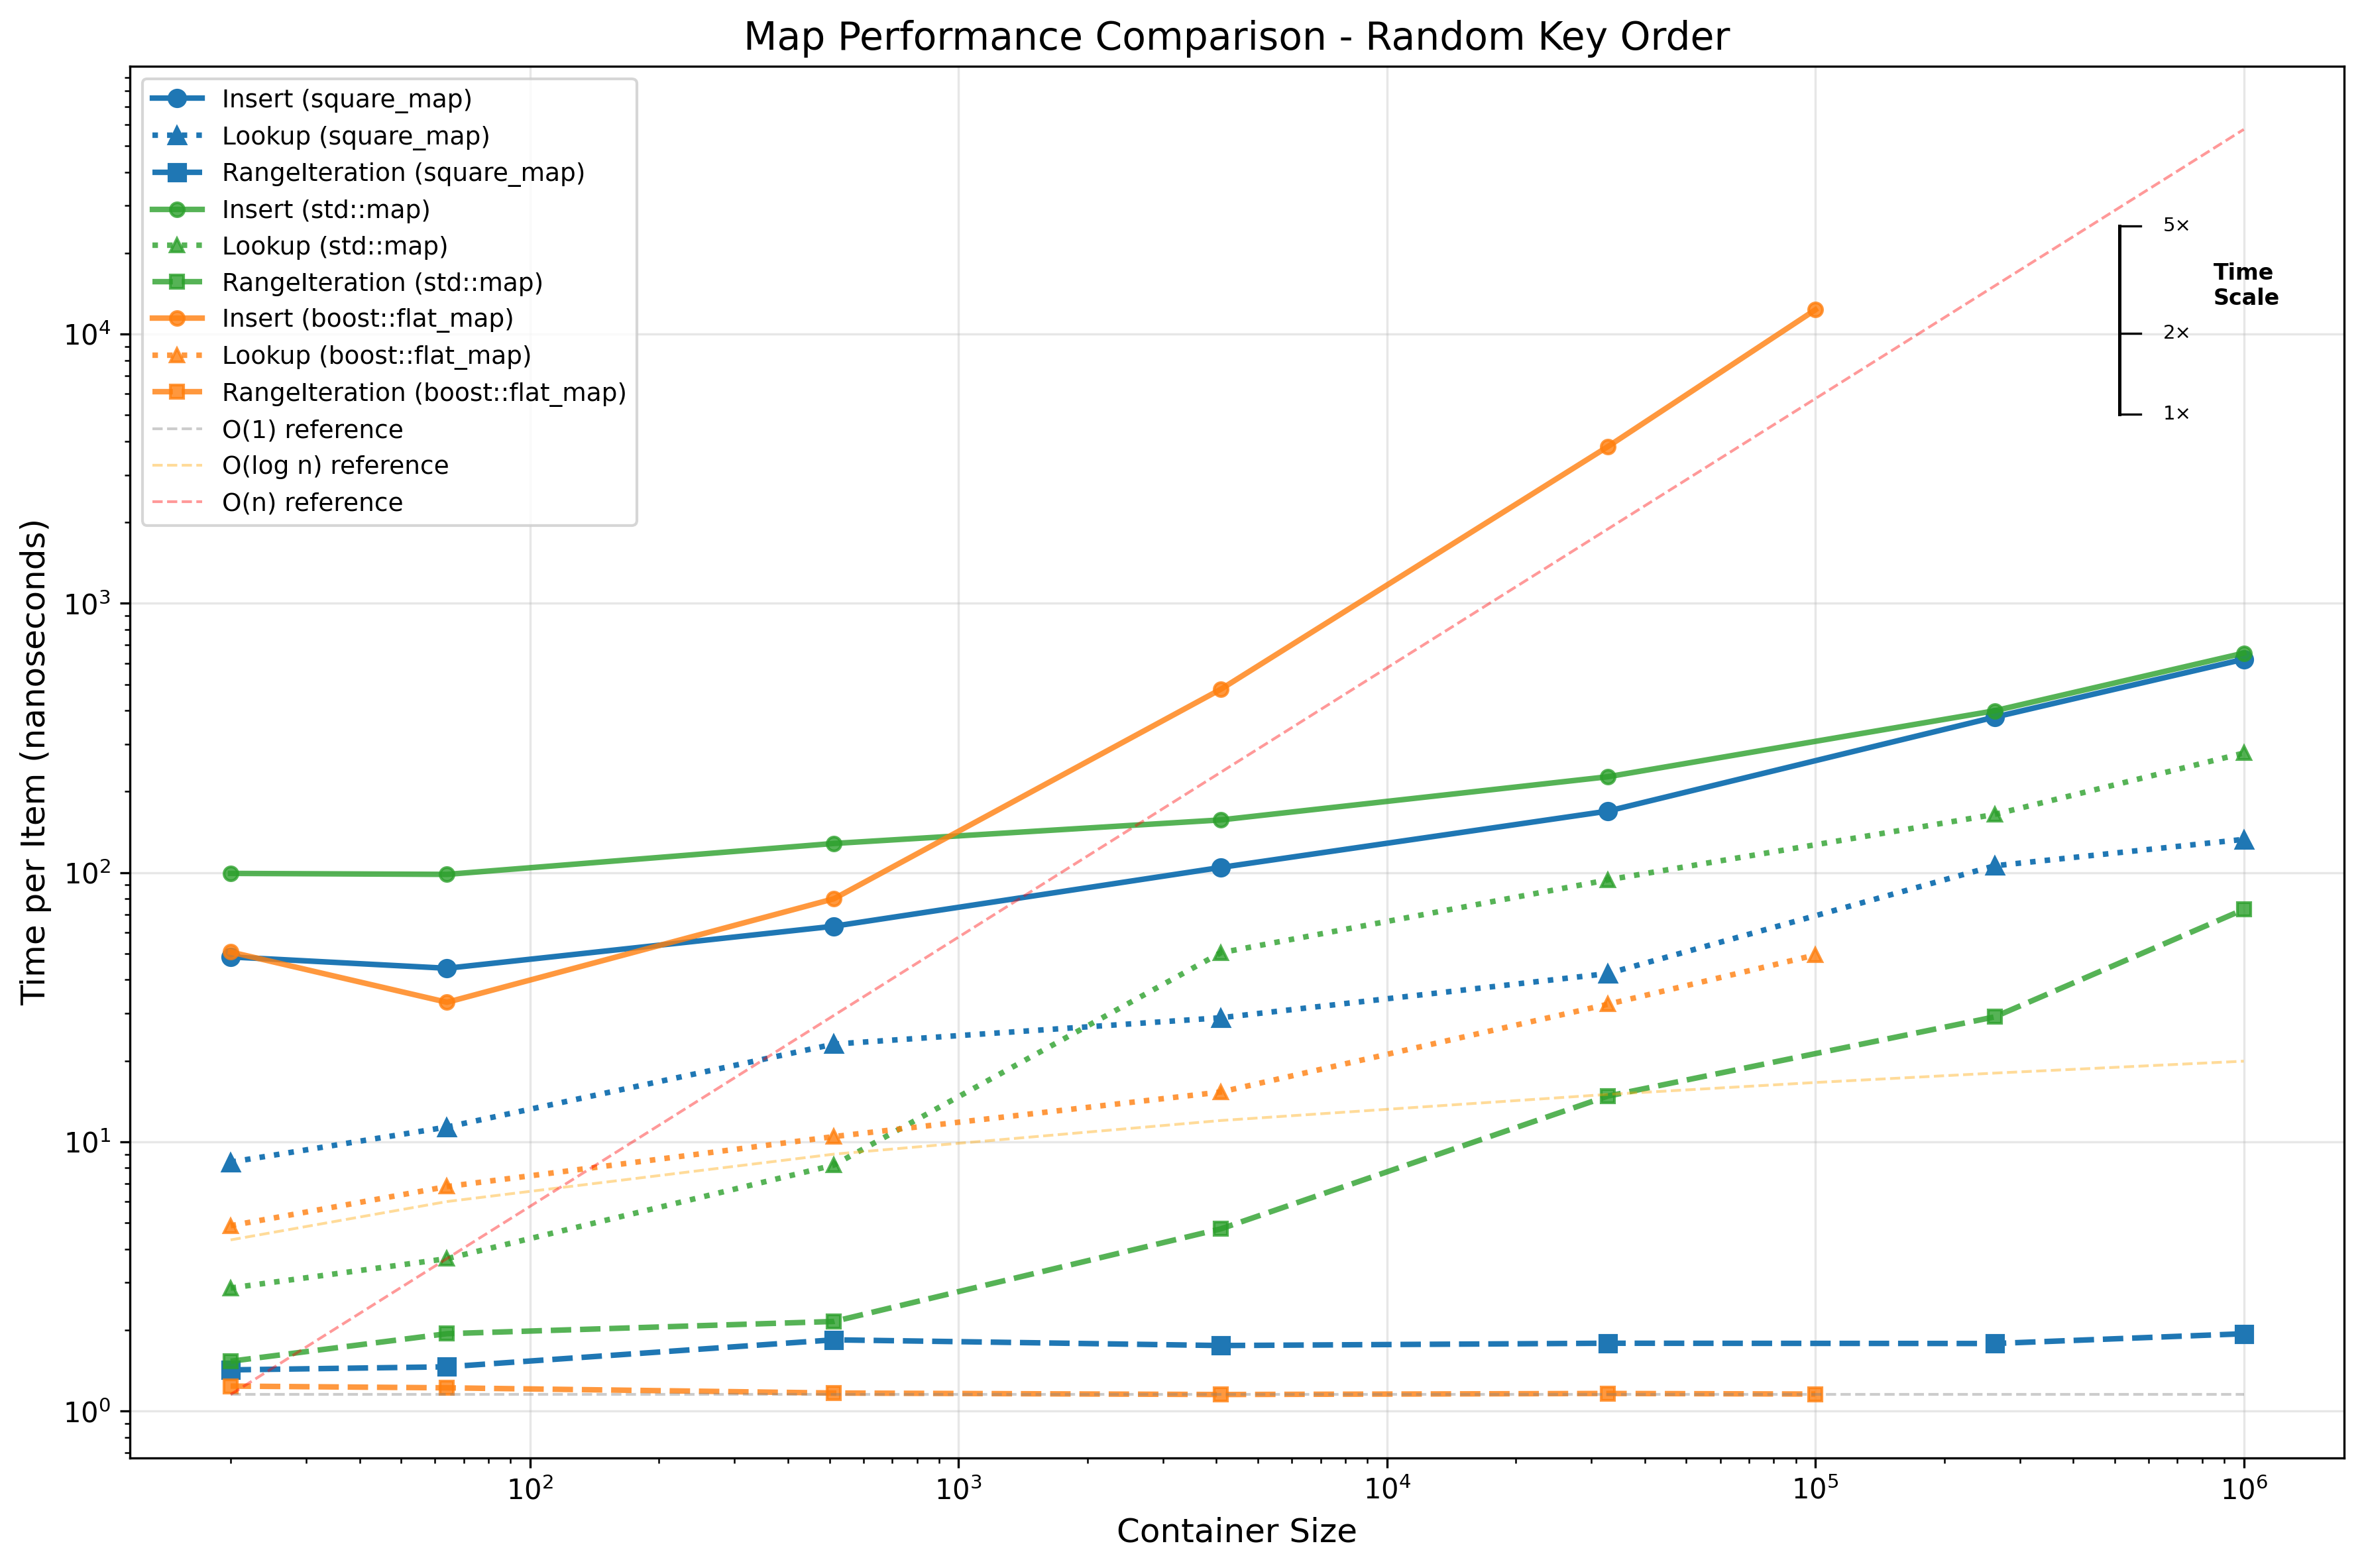 Map Performance Comparison - Random Key Order
Insert (square_map)
Lookup (square_map)
RangeIteration (square_map)
Insert (std::map)
Lookup (std::map)
RangeIteration (std::map)
Insert (boost::flat_map)
Lookup (boost::flat_map)
RangeIteration (boost::flat_map)
O(1) reference
O(log n) reference
O(n) reference
5×
Time
Scale
2×
1×
Time per Item (nanoseconds)
10⁴
10³
10²
10¹
10⁰
10² 10³ 10⁴ 10⁵ 10⁶
Container Size